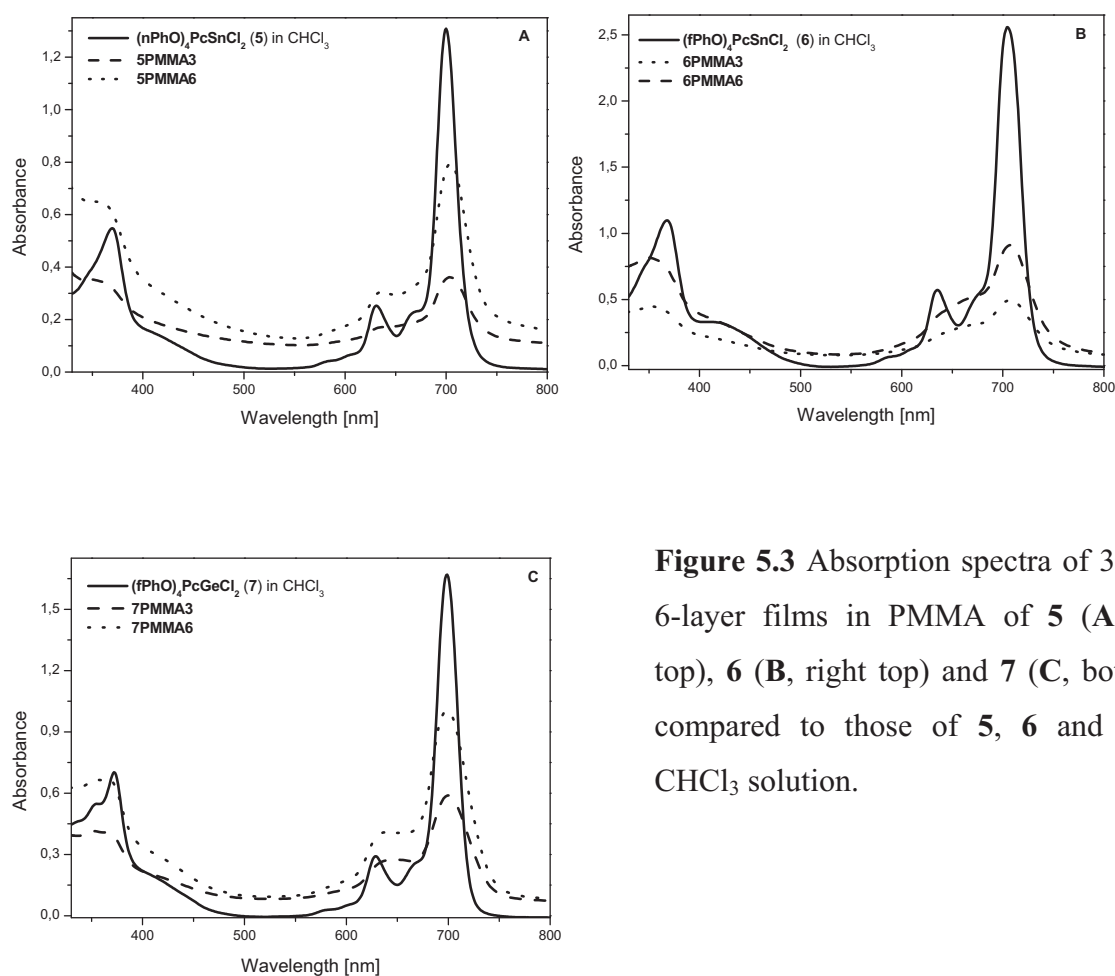 (nPhO)₄PcSnCl₂ (5) in CHCl₃
A
5PMMA3
5PMMA6
1,2
1,0
0,8
0,6
0,4
0,2
0,0
Absorbance
400 500 600 700 800
Wavelength [nm]
(fPhO)₄PcSnCl₂ (6) in CHCl₃
B
6PMMA3
6PMMA6
2,5
2,0
1,5
1,0
0,5
0,0
Absorbance
400 500 600 700 800
Wavelength [nm]
(fPhO)₄PcGeCl₂ (7) in CHCl₃
C
7PMMA3
7PMMA6
1,5
1,2
0,9
0,6
0,3
0,0
Absorbance
400 500 600 700 800
Wavelength [nm]
Figure 5.3 Absorption spectra of 3
6-layer films in PMMA of 5 (A
top), 6 (B, right top) and 7 (C, bot
compared to those of 5, 6 and
CHCl₃ solution.